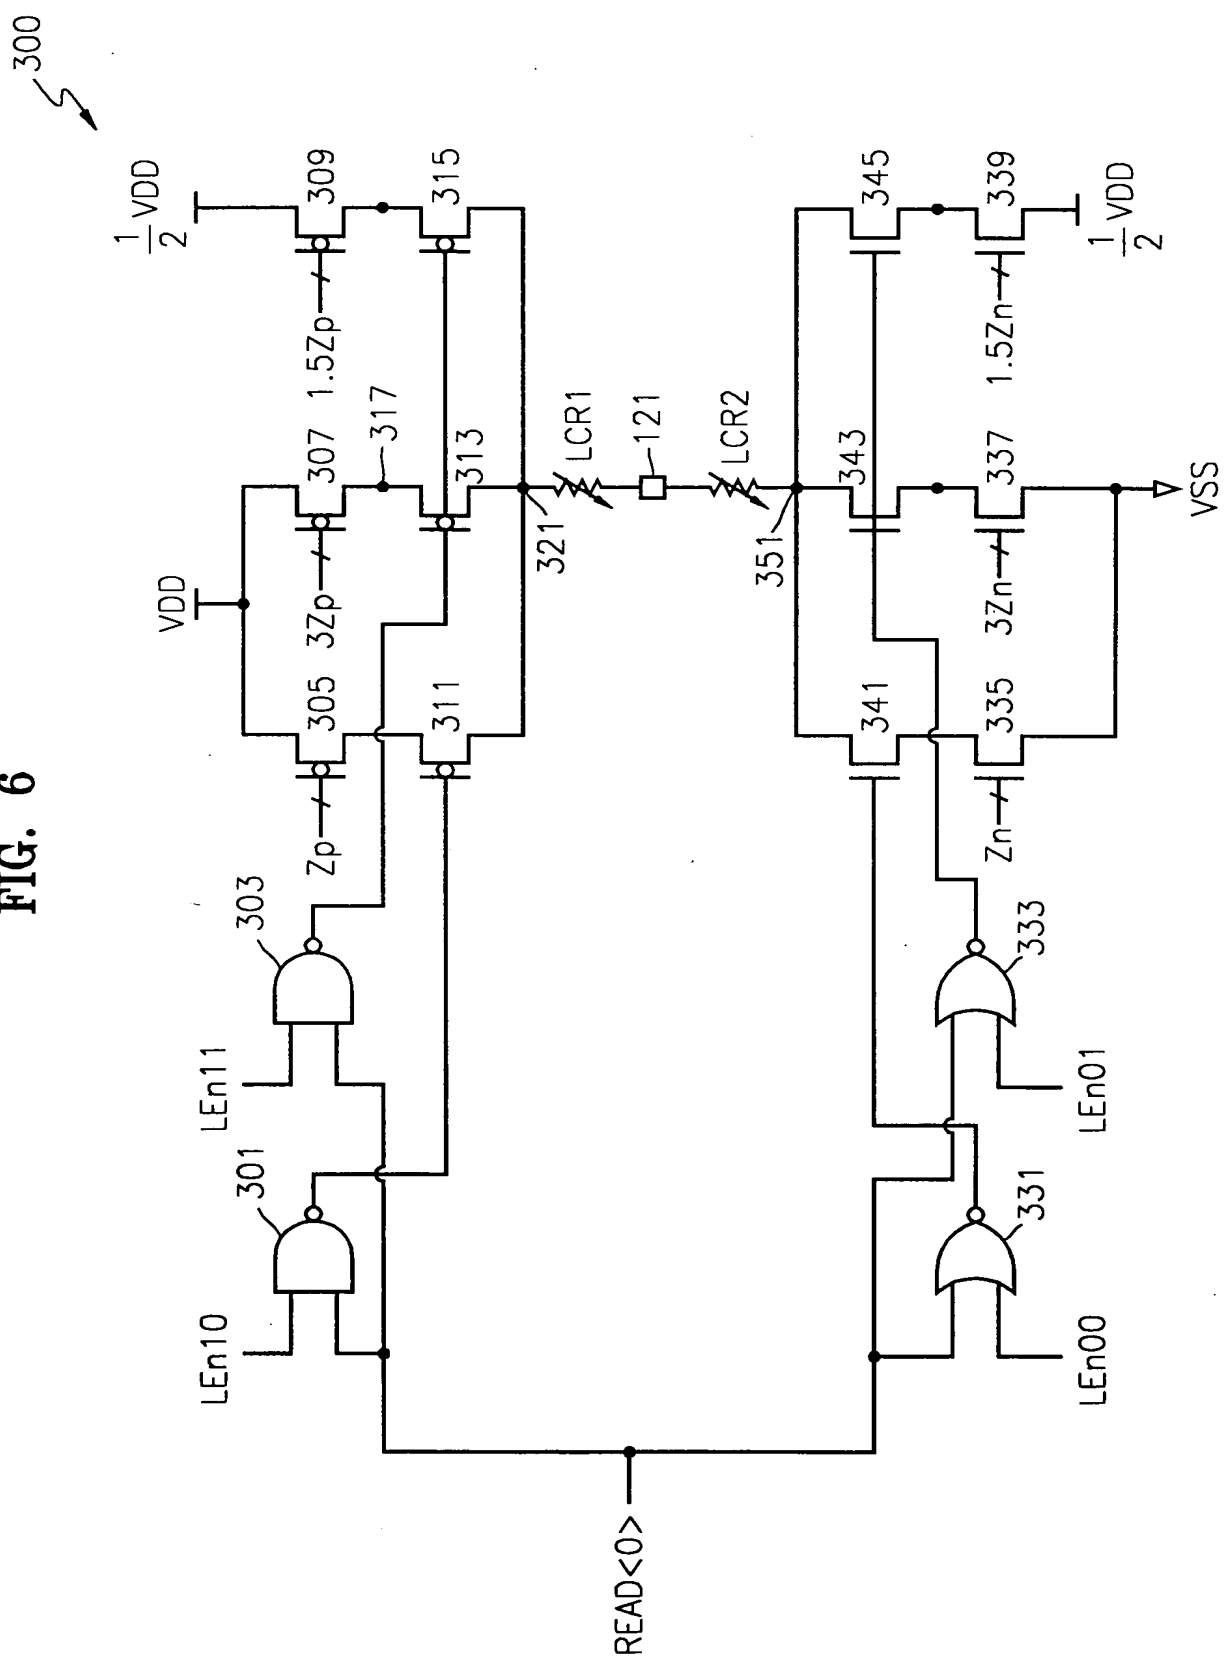 FIG. 6
300
VDD
1/2 VDD
LEn10
301
LEn11
303
Zp
305
3Zp
307
1.5Zp
309
317
311
313
315
321
LCR1
READ<0>
121
LCR2
351
341
343
345
Zn
335
3Zn
337
1.5Zn
339
331
333
LEn00
LEn01
VSS
1/2 VDD